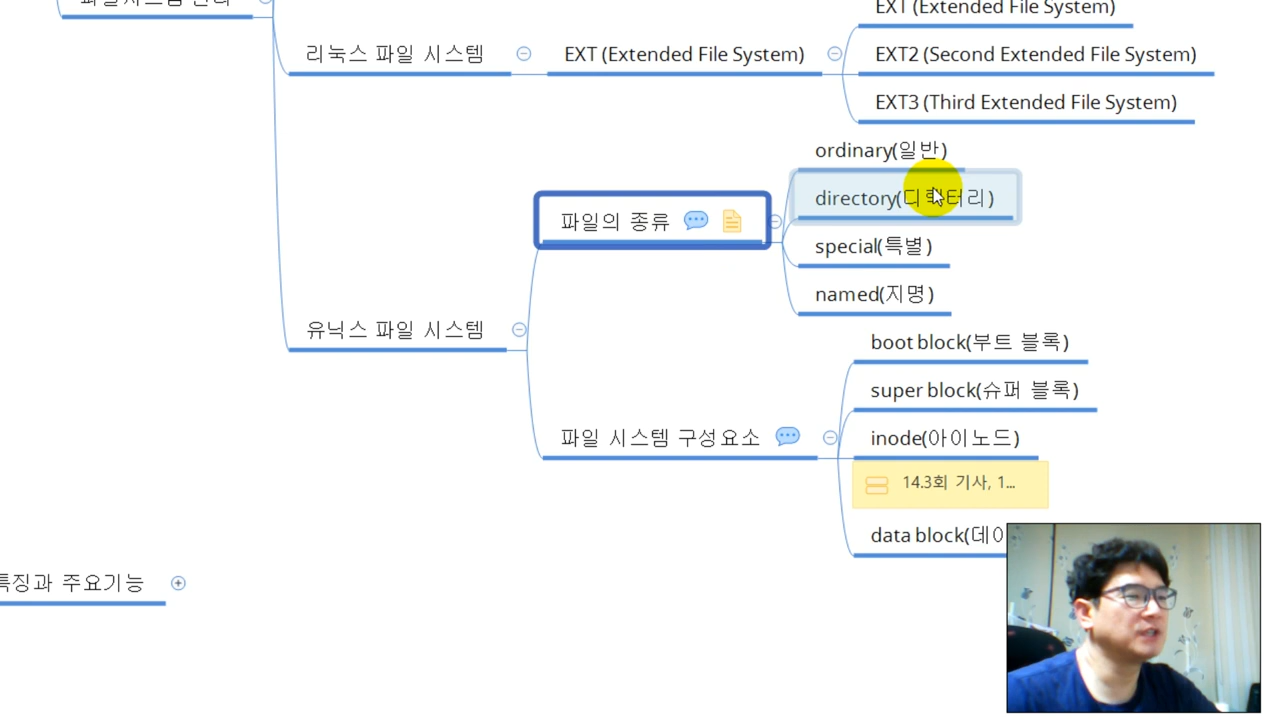 EXT (Extended File System)
리눅스 파일 시스템
EXT (Extended File System)
EXT2 (Second Extended File System)
EXT3 (Third Extended File System)
ordinary(일반)
directory(디렉터리)
파일의 종류
special(특별)
named(지명)
유닉스 파일 시스템
boot block(부트 블록)
super block(슈퍼 블록)
파일 시스템 구성요소
inode(아이노드)
14.3회 기사, 1...
data block(데이
특징과 주요기능